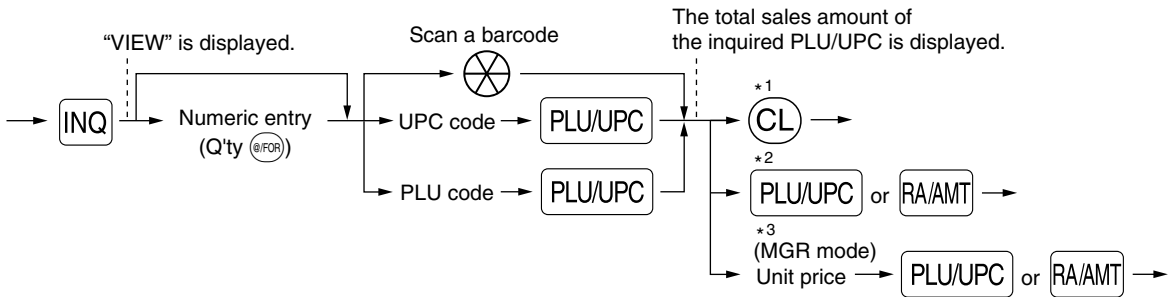 The total sales amount of
the inquired PLU/UPC is displayed.
“VIEW” is displayed.
Scan a barcode
INQ
Numeric entry
(Q'ty @/FOR)
UPC code
PLU/UPC
PLU code
PLU/UPC
*1
CL
*2
PLU/UPC or RA/AMT
*3
(MGR mode)
Unit price PLU/UPC or RA/AMT